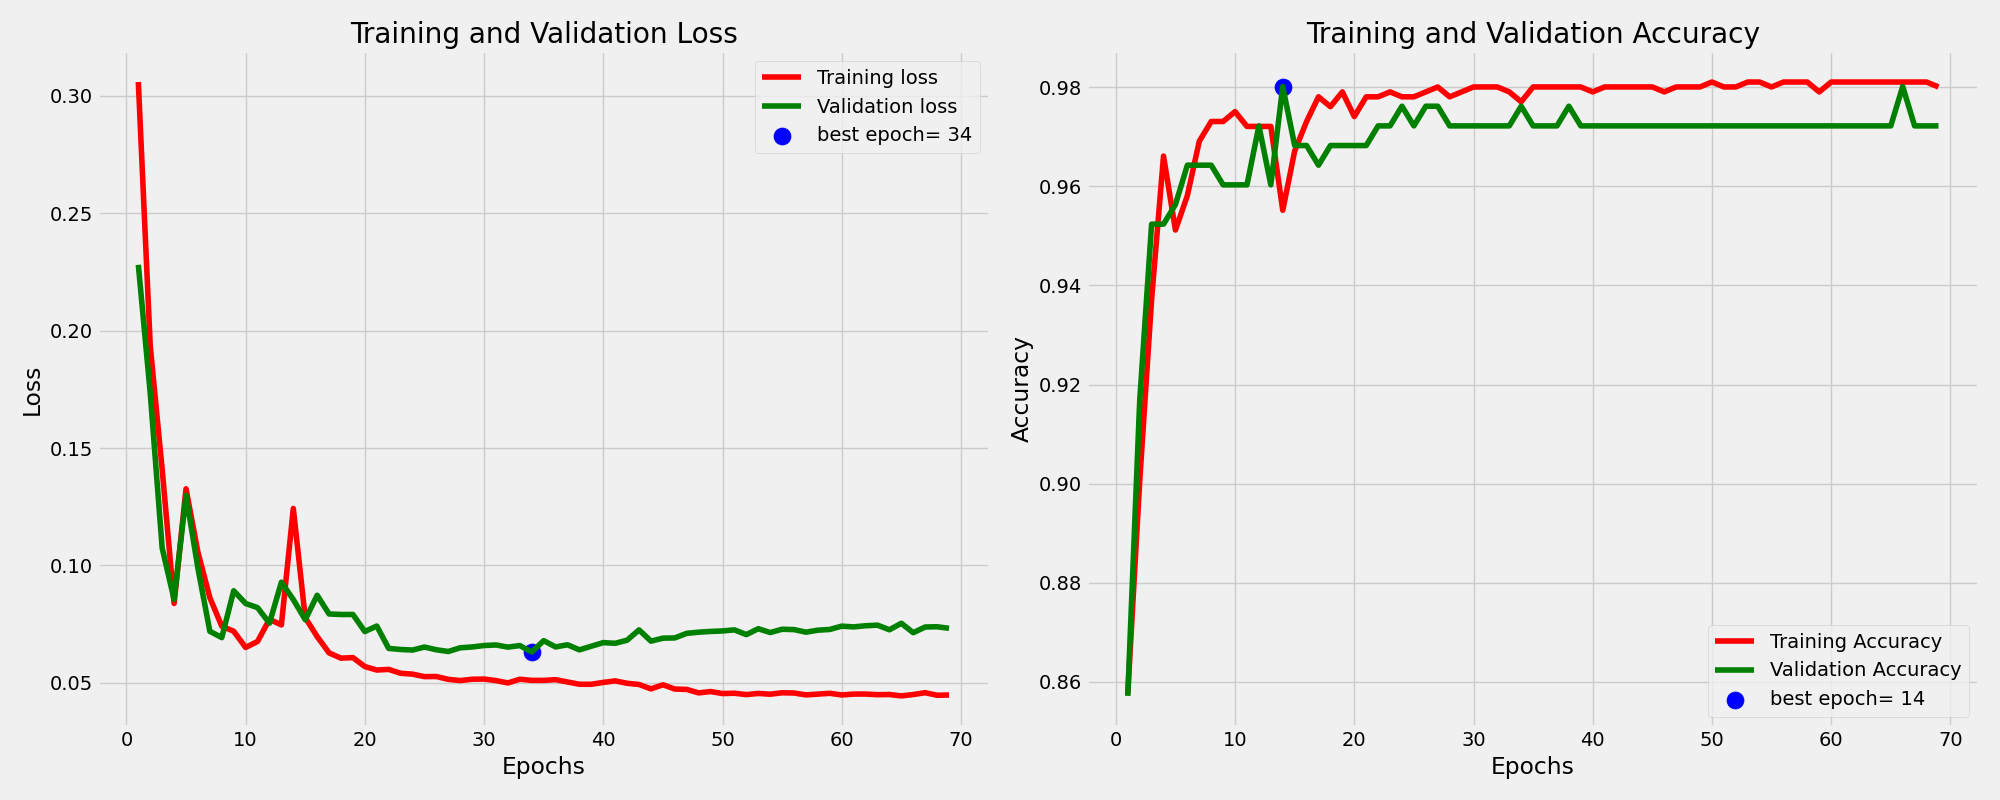 Training and Validation Loss
Training loss
Validation loss
best epoch= 34
0.30
0.25
0.20
0.15
0.10
0.05
Loss
0 10 20 30 40 50 60 70
Epochs
Training and Validation Accuracy
0.98
0.96
0.94
0.92
0.90
0.88
0.86
Accuracy
Training Accuracy
Validation Accuracy
best epoch= 14
0 10 20 30 40 50 60 70
Epochs